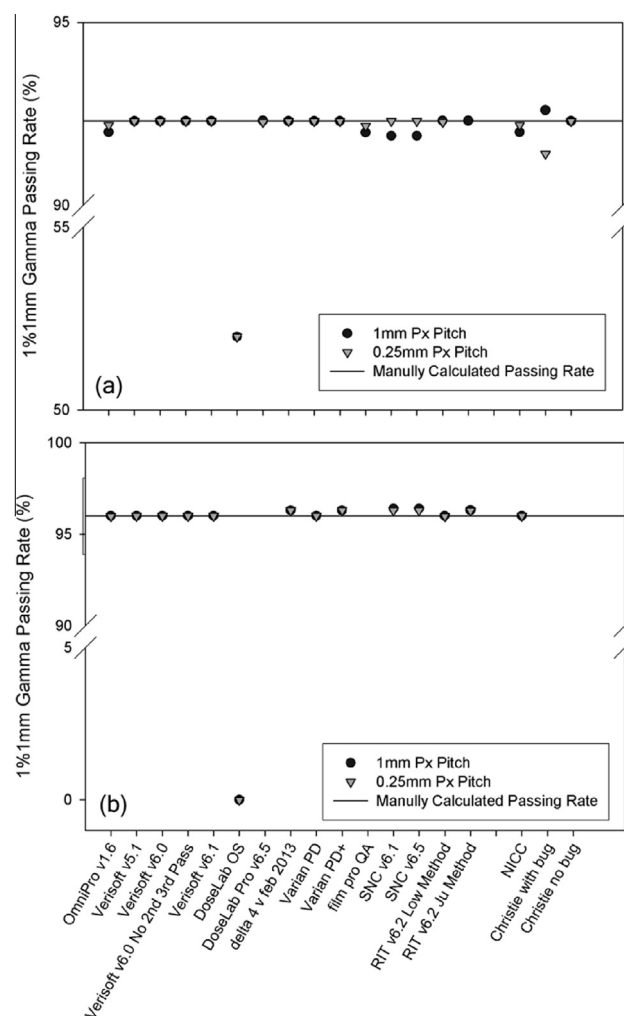 1%1mm Gamma Passing Rate (%)
95
90
55
50
1mm Px Pitch
0.25mm Px Pitch
Manully Calculated Passing Rate
(a)
1%1mm Gamma Passing Rate (%)
100
95
90
5
0
1mm Px Pitch
0.25mm Px Pitch
Manully Calculated Passing Rate
(b)
OmniPro v1.6
Verisoft v5.1
Verisoft v6.0
Verisoft v6.0 No 2nd 3rd Pass
Verisoft v6.1
DoseLab OS
DoseLab Pro v6.5
delta 4 v feb 2013
Varian PD
Varian PD+
film pro QA
SNC v6.1
SNC v6.5
RIT v6.2 Low Method
RIT v6.2 Ju Method
NICC
Christie with bug
Christie no bug